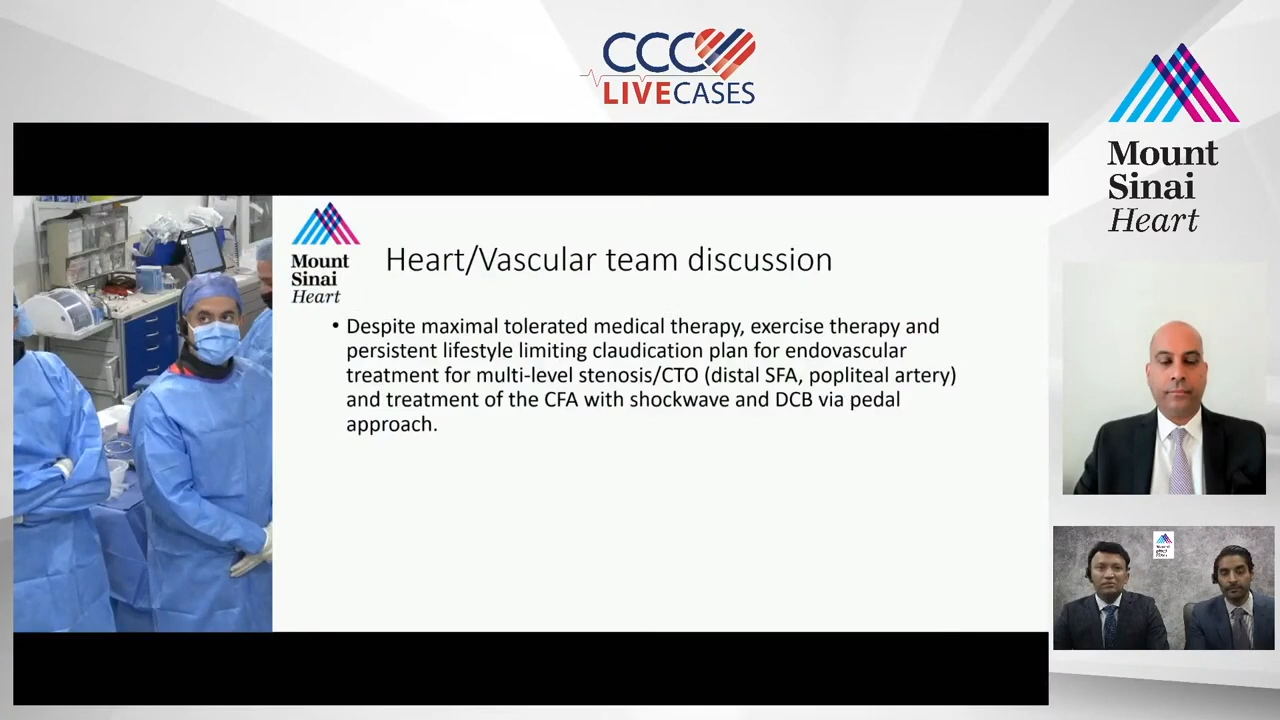 CCC
LIVECASES
Mount
Sinai
Heart
Mount
Sinai
Heart
Heart/Vascular team discussion
• Despite maximal tolerated medical therapy, exercise therapy and
persistent lifestyle limiting claudication plan for endovascular
treatment for multi-level stenosis/CTO (distal SFA, popliteal artery)
and treatment of the CFA with shockwave and DCB via pedal
approach.